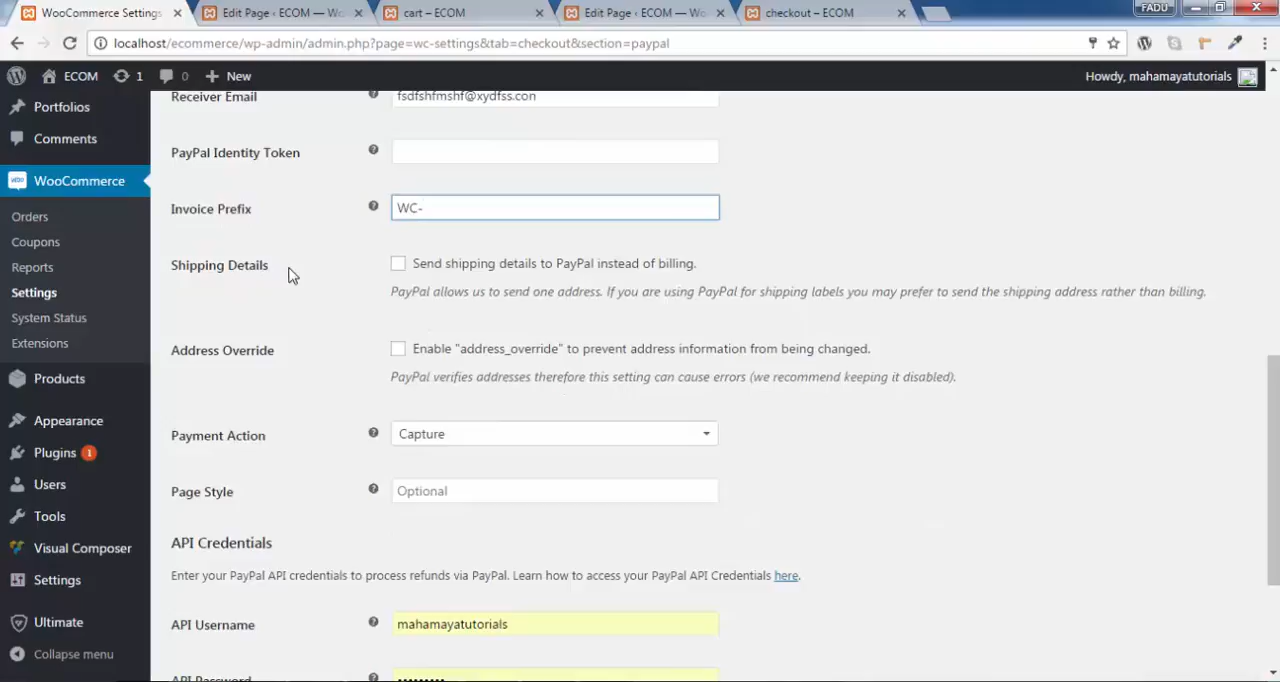 WooCommerce Settings
Edit Page ‹ ECOM — Wo
cart – ECOM
Edit Page ‹ ECOM — Wo
checkout – ECOM
FADU
localhost/ecommerce/wp-admin/admin.php?page=wc-settings&tab=checkout&section=paypal
ECOM
1
0
New
Howdy, mahamayatutorials
Portfolios
Comments
WooCommerce
Orders
Coupons
Reports
Settings
System Status
Extensions
Products
Appearance
Plugins 1
Users
Tools
Visual Composer
Settings
Ultimate
Collapse menu
Receiver Email
fsdfshfmshf@xydfss.con
PayPal Identity Token
Invoice Prefix
WC-
Shipping Details
Send shipping details to PayPal instead of billing.
PayPal allows us to send one address. If you are using PayPal for shipping labels you may prefer to send the shipping address rather than billing.
Address Override
Enable "address_override" to prevent address information from being changed.
PayPal verifies addresses therefore this setting can cause errors (we recommend keeping it disabled).
Payment Action
Capture
Page Style
Optional
API Credentials
Enter your PayPal API credentials to process refunds via PayPal. Learn how to access your PayPal API Credentials here.
API Username
mahamayatutorials
API Password